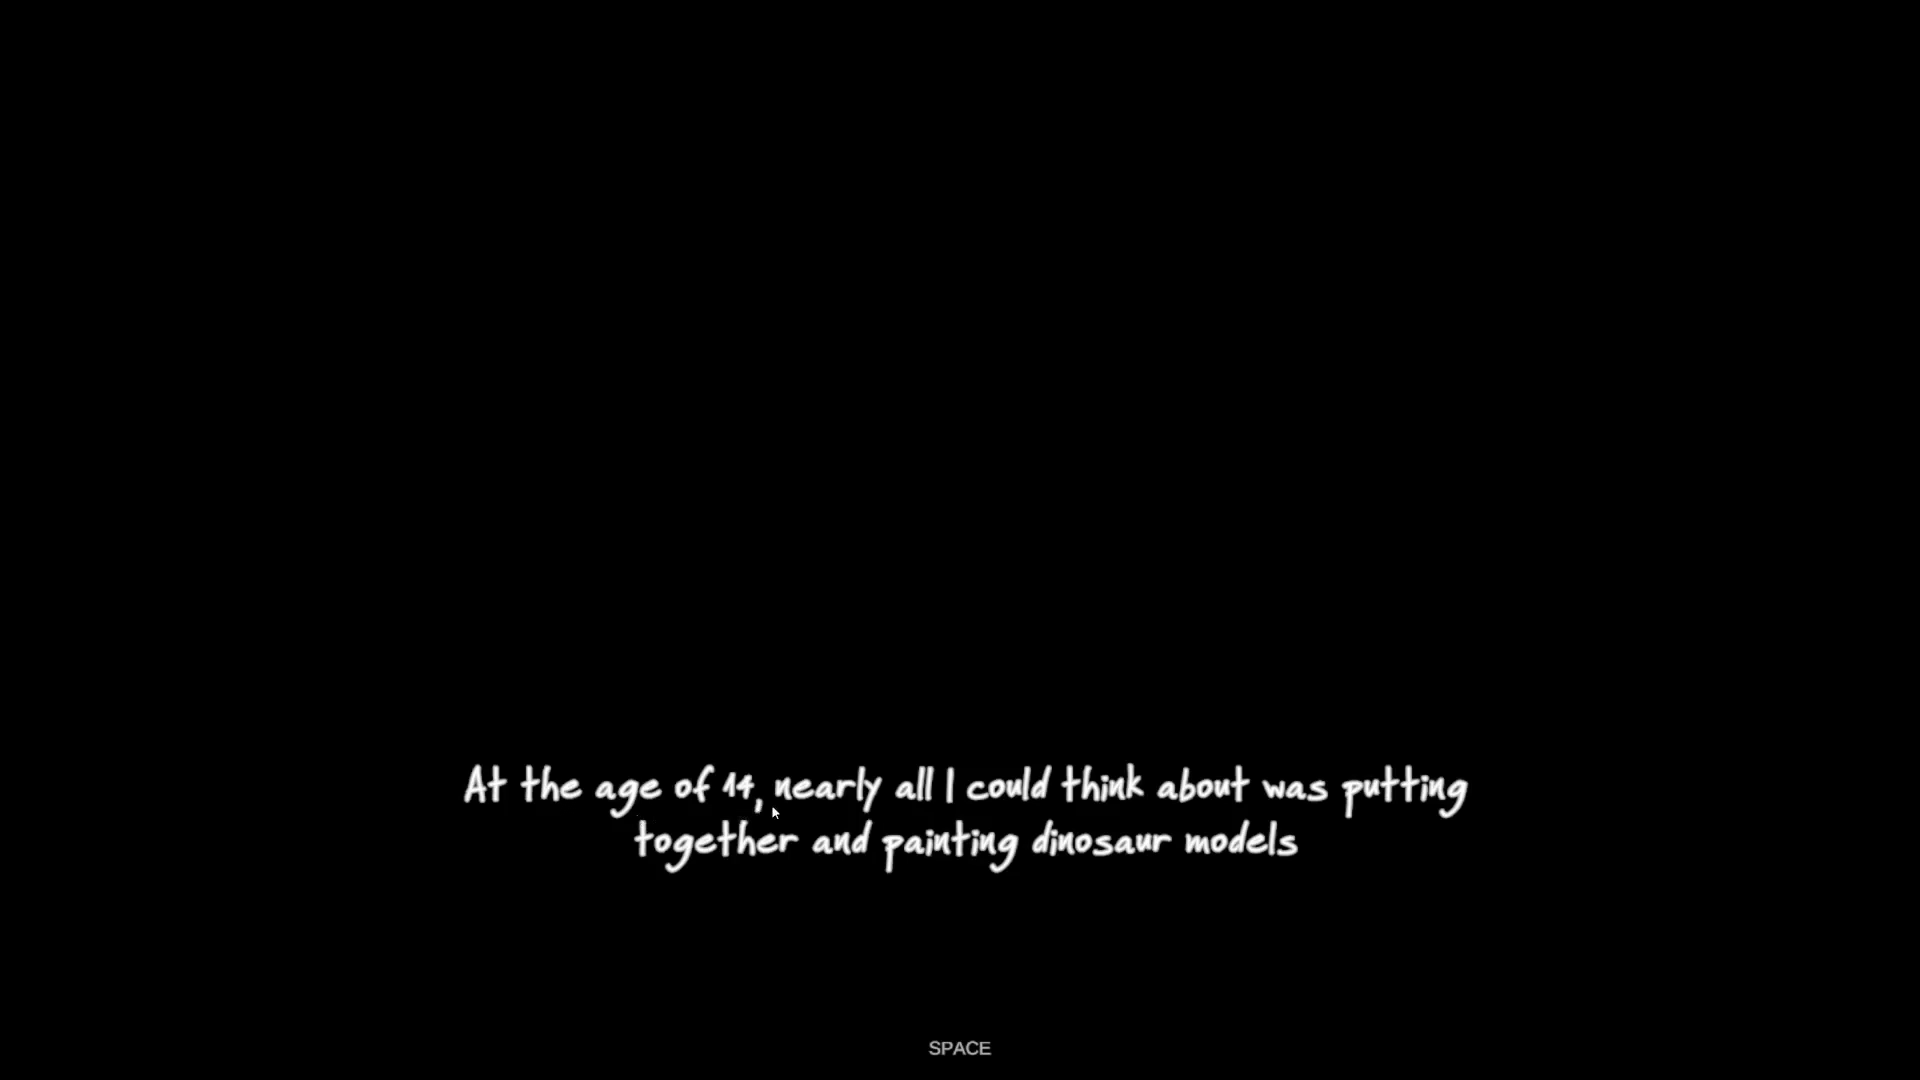 At the age of 14, nearly all I could think about was putting
together and painting dinosaur models
SPACE